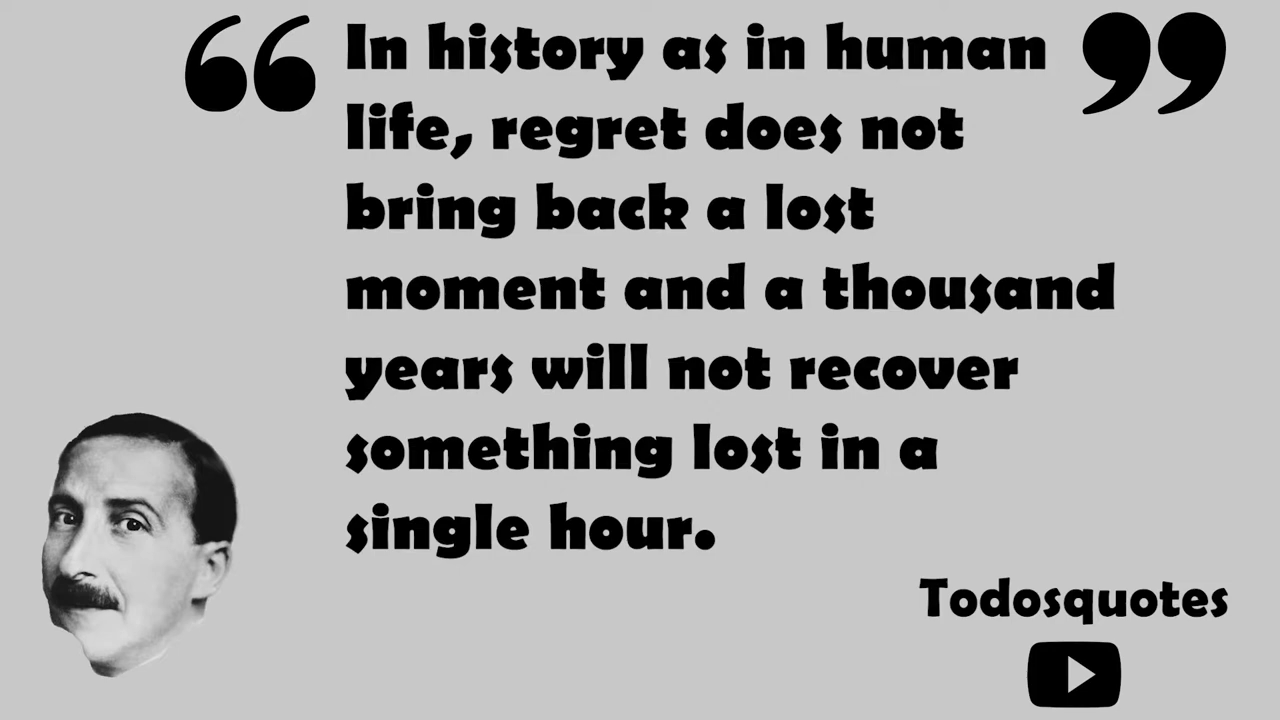 In history as in human
life, regret does not
bring back a lost
moment and a thousand
years will not recover
something lost in a
single hour.
Todosquotes